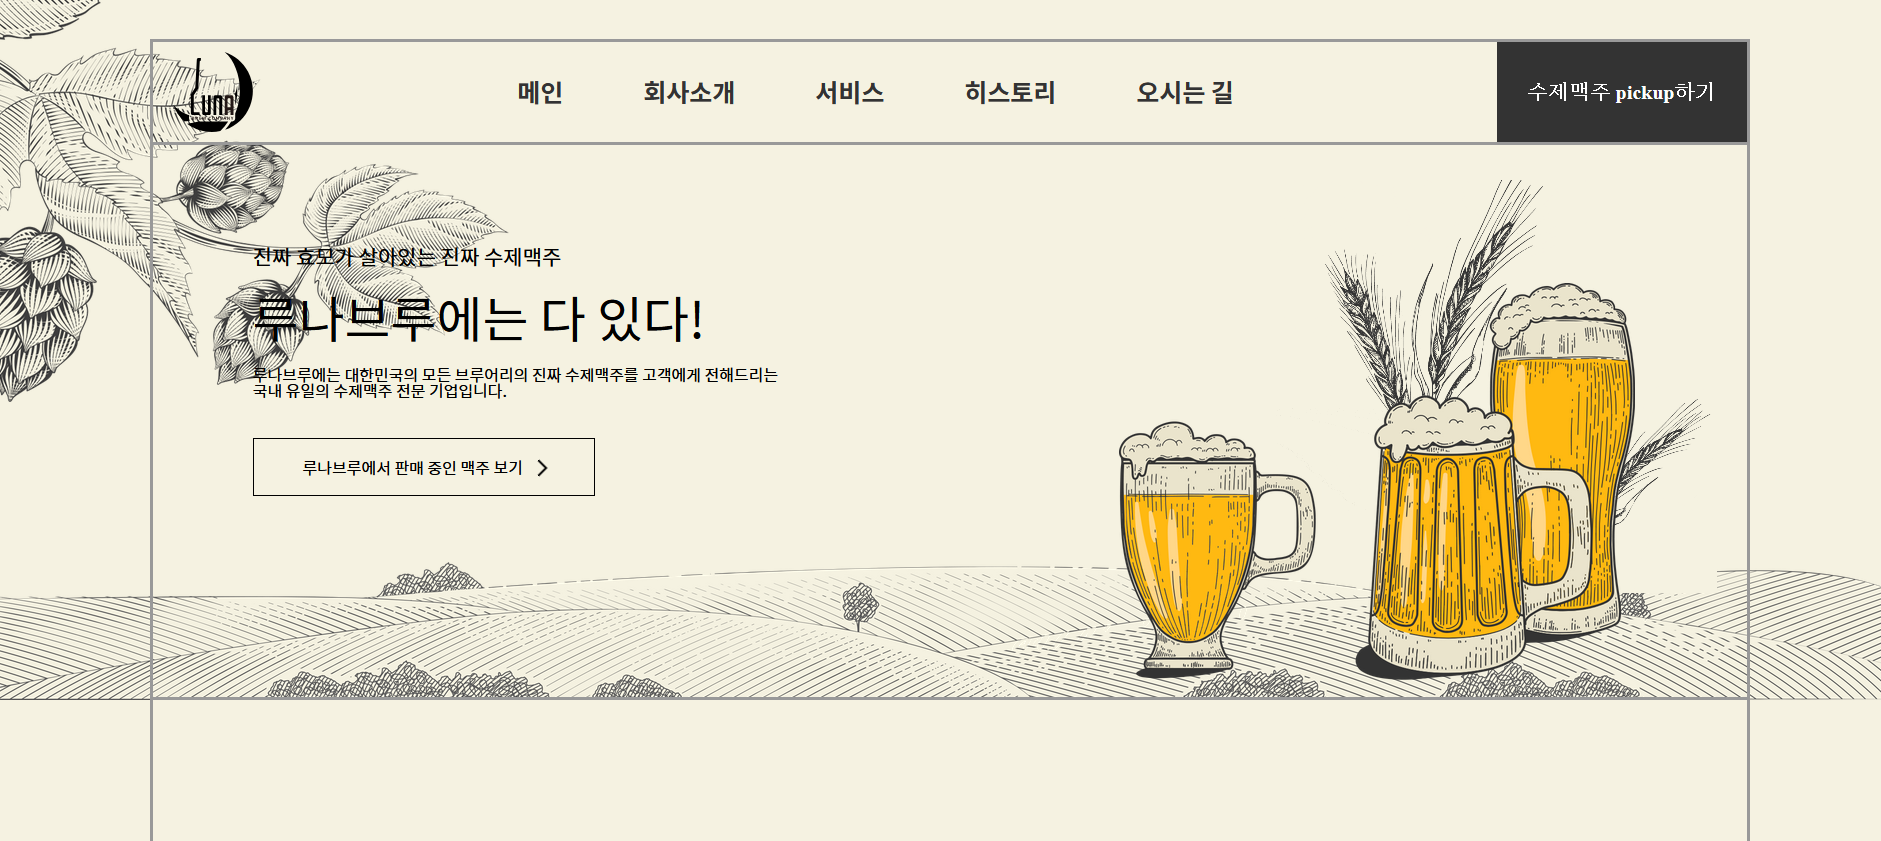 LUNA
메인
회사소개
서비스
히스토리
오시는 길
수제맥주 pickup하기
진짜 효모가 살아있는 진짜 수제맥주
루나브루에는 다 있다!
루나브루에는 대한민국의 모든 브루어리의 진짜 수제맥주를 고객에게 전해드리는
국내 유일의 수제맥주 전문 기업입니다.
루나브루에서 판매 중인 맥주 보기